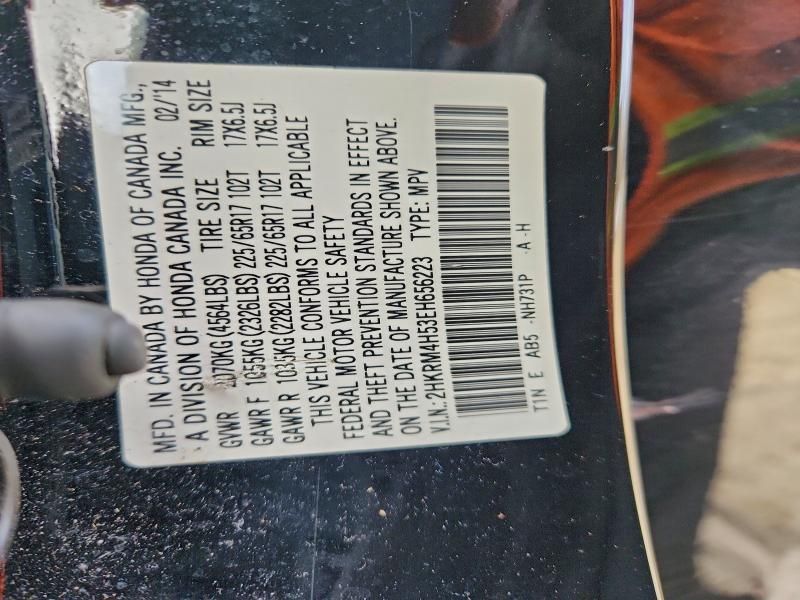 MFD. IN CANADA BY HONDA OF CANADA MFG.,
A DIVISION OF HONDA CANADA INC. 02/'14
GVWR 2070KG (4564LBS) TIRE SIZE RIM SIZE
GAWR F 1055KG (2326LBS) 225/65R17 102T 17X6.5J
GAWR R 1035KG (2282LBS) 225/65R17 102T 17X6.5J
THIS VEHICLE CONFORMS TO ALL APPLICABLE
FEDERAL MOTOR VEHICLE SAFETY
AND THEFT PREVENTION STANDARDS IN EFFECT
ON THE DATE OF MANUFACTURE SHOWN ABOVE.
V.I.N.:2HKRM4H53EH656223 TYPE: MPV
T1N E AB5 -NH731P -A -H